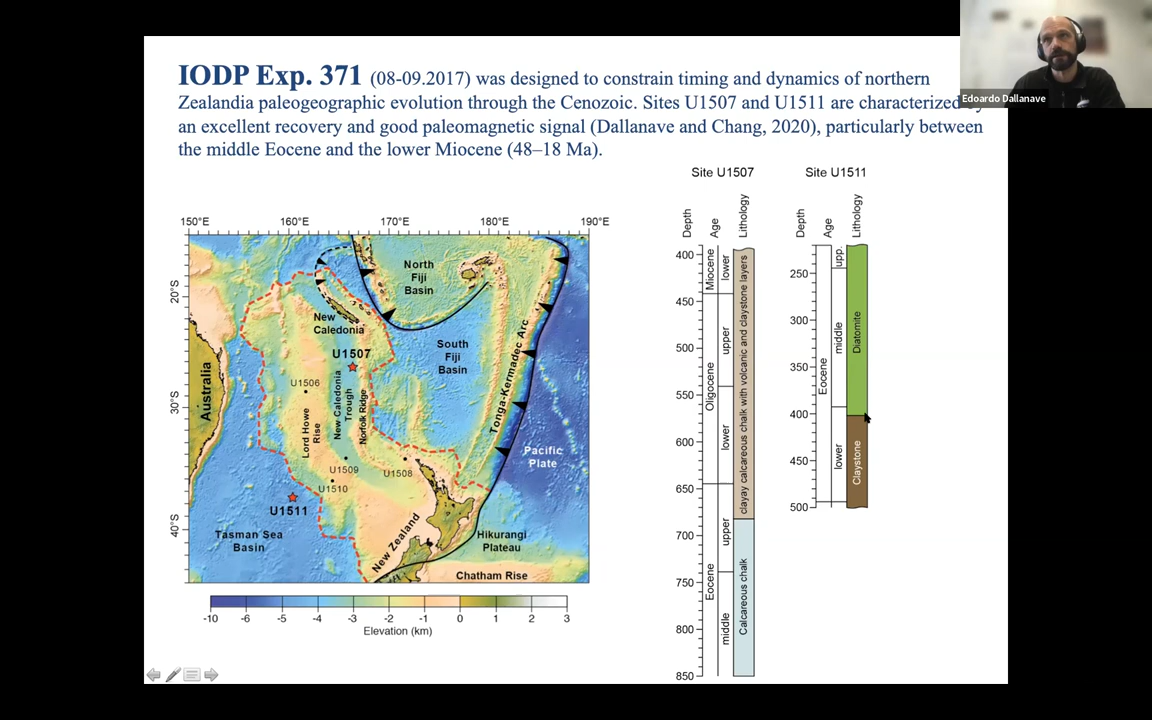 IODP Exp. 371 (08-09.2017) was designed to constrain timing and dynamics of northern
Zealandia paleogeographic evolution through the Cenozoic. Sites U1507 and U1511 are characterized by
an excellent recovery and good paleomagnetic signal (Dallanave and Chang, 2020), particularly between
the middle Eocene and the lower Miocene (48–18 Ma).
Edoardo Dallanave
150°E 160°E 170°E 180°E 190°E
20°S
30°S
40°S
North
Fiji
Basin
New
Caledonia
U1507
South
Fiji
Basin
U1506
Australia
Lord Howe
Rise
New Caledonia
Trough
Norfolk Ridge
Tonga-Kermadec Arc
Pacific
Plate
U1509
U1508
U1510
U1511
Tasman Sea
Basin
New Zealand
Hikurangi
Plateau
Chatham Rise
-10 -6 -5 -4 -3 -2 -1 0 1 2 3
Elevation (km)
Site U1507
Depth
Age
Lithology
400
450
500
550
600
650
700
750
800
850
Miocene
lower
Oligocene
upper
lower
Eocene
upper
middle
clayay calcareous chalk with volcanic and claystone layers
Calcareous chalk
Site U1511
Depth
Age
Lithology
250
300
350
400
450
500
Eocene
upp.
middle
lower
Diatomite
Claystone